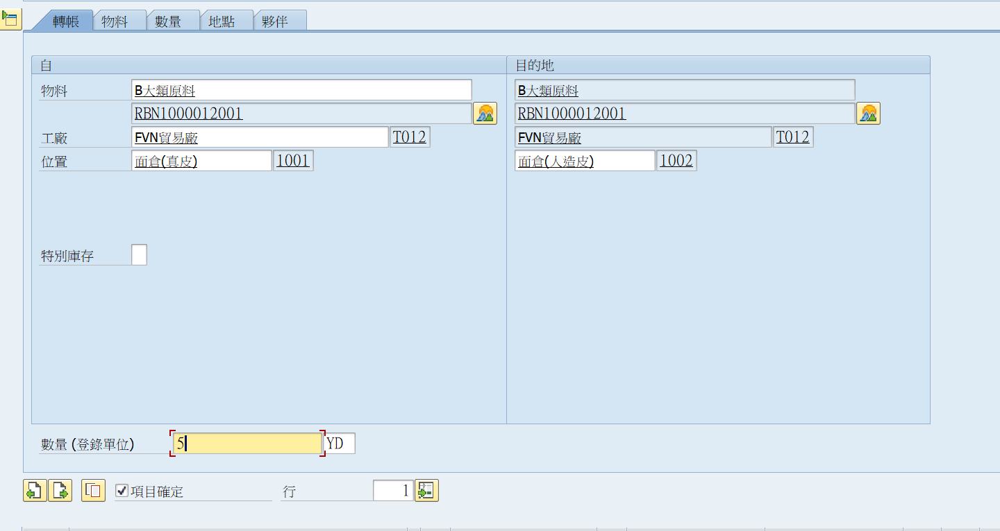 轉帳 物料 數量 地點 夥伴
自 目的地
物料 B大類原料 B大類原料
RBN1000012001 RBN1000012001
工廠 FVN貿易廠 T012 FVN貿易廠 T012
位置 面倉(真皮) 1001 面倉(人造皮) 1002
特別庫存
數量 (登錄單位) 5 YD
項目確定 行 1